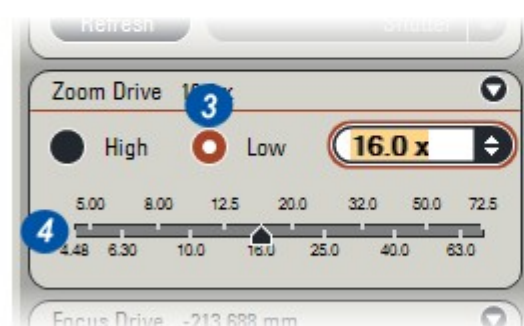 Refresh Shutter
Zoom Drive
3
High Low 16.0 x
5.00 8.00 12.5 20.0 32.0 50.0 72.5
4
4.48 6.30 10.0 16.0 25.0 40.0 63.0
Focus Drive -213.688 mm